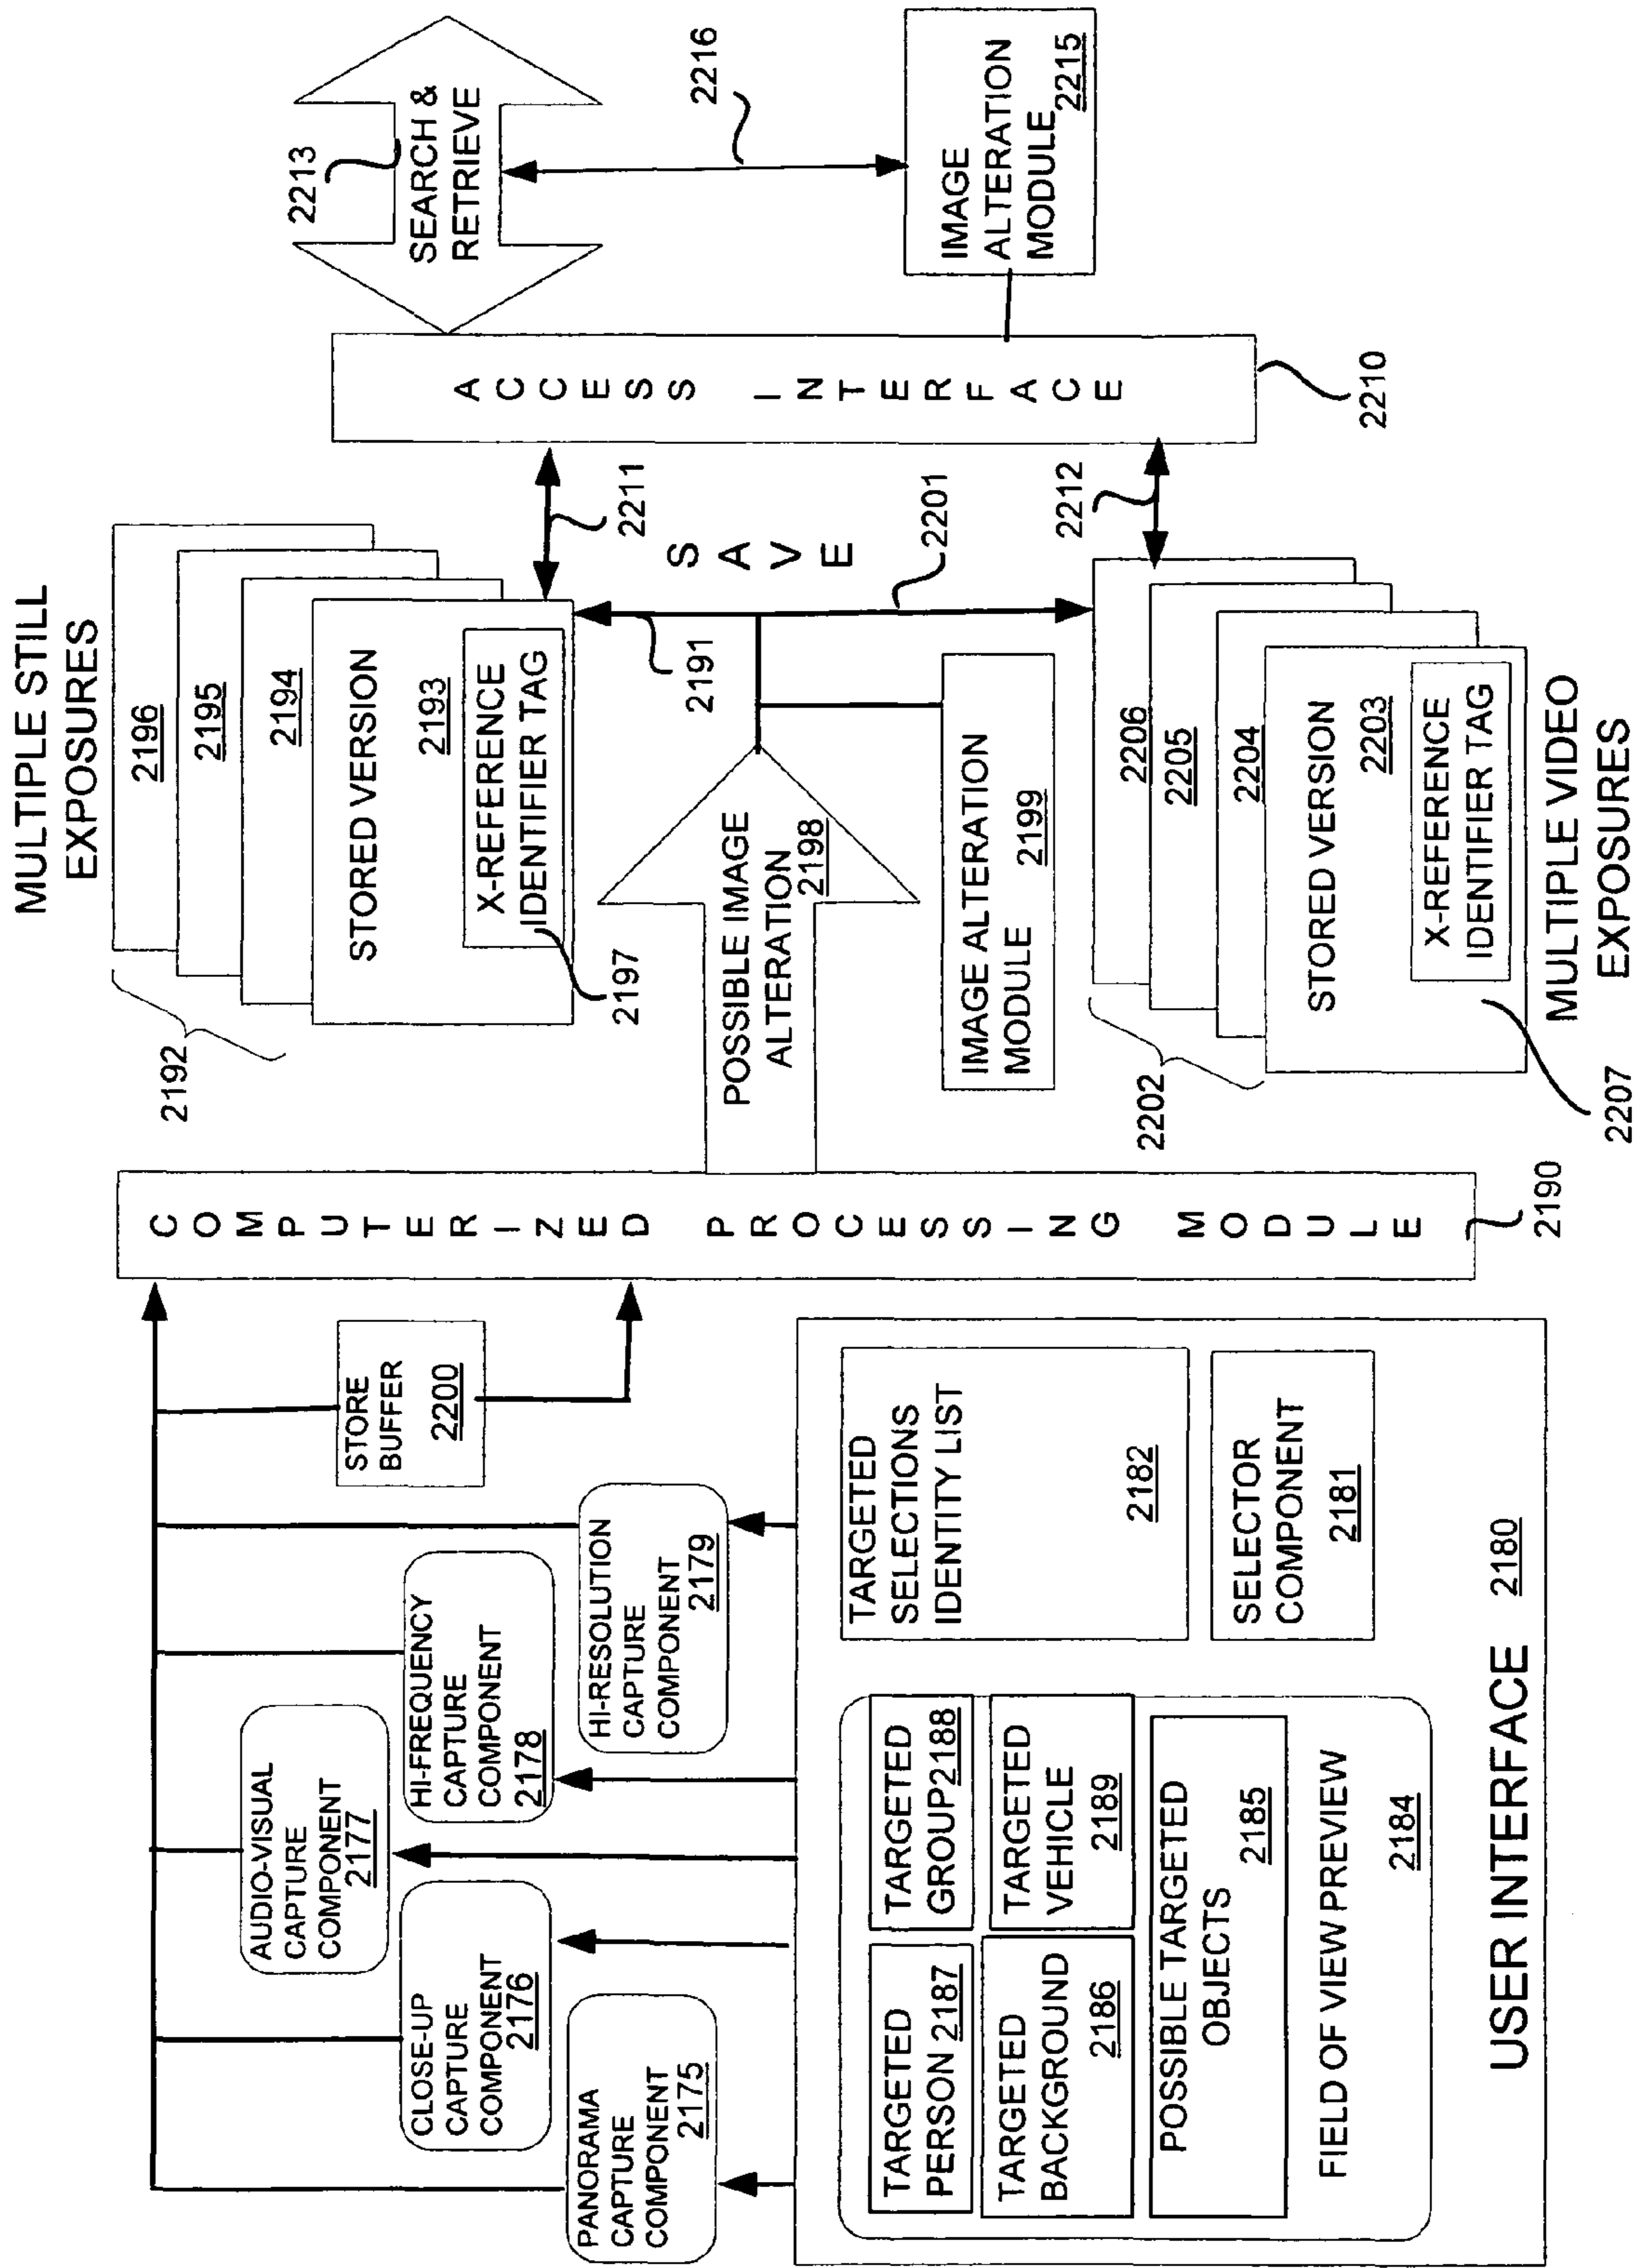 PANORAMA
CAPTURE
COMPONENT
2175
CLOSE-UP
CAPTURE
COMPONENT
2176
AUDIO-VISUAL
CAPTURE
COMPONENT
2177
HI-FREQUENCY
CAPTURE
COMPONENT
2178
HI-RESOLUTION
CAPTURE
COMPONENT
2179
STORE
BUFFER
2200
TARGETED
PERSON 2187
TARGETED
GROUP2188
TARGETED
BACKGROUND
2186
TARGETED
VEHICLE
2189
POSSIBLE TARGETED
OBJECTS
2185
FIELD OF VIEW PREVIEW
2184
TARGETED
SELECTIONS
IDENTITY LIST
2182
SELECTOR
COMPONENT
2181
USER INTERFACE 2180
COMPUTERIZED PROCESSING MODULE
2190
MULTIPLE STILL
EXPOSURES
2192
2196
2195
2194
STORED VERSION
2193
X-REFERENCE
IDENTIFIER TAG
2197
POSSIBLE IMAGE
ALTERATION
2198
2191
SAVE
2201
IMAGE ALTERATION
MODULE 2199
2202
2206
2205
2204
STORED VERSION
2203
X-REFERENCE
IDENTIFIER TAG
2207
MULTIPLE VIDEO
EXPOSURES
2211
2212
ACCESS INTERFACE
2210
2213
SEARCH &
RETRIEVE
2216
IMAGE
ALTERATION
MODULE
2215